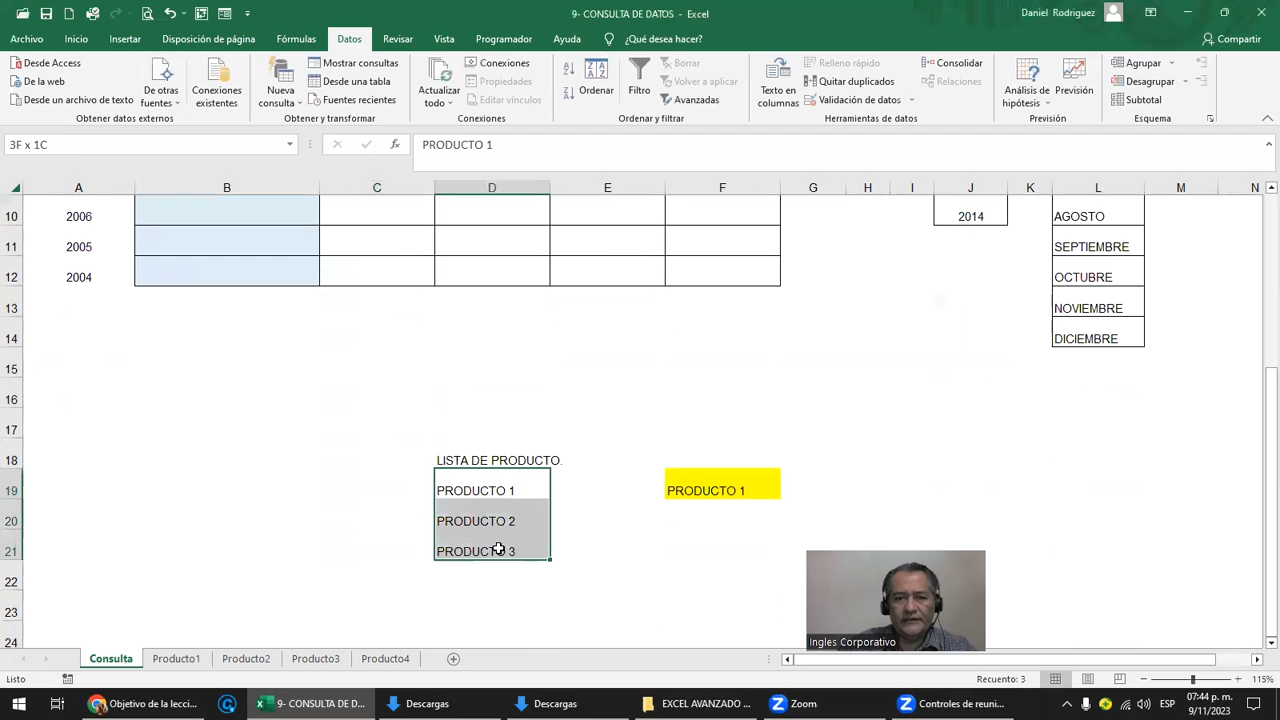 9- CONSULTA DE DATOS - Excel
Daniel Rodriguez
Archivo Inicio Insertar Disposición de página Fórmulas Datos Revisar Vista Programador Ayuda ¿Qué desea hacer? Compartir
Desde Access
De la web
Desde un archivo de texto
De otras fuentes
Conexiones existentes
Obtener datos externos
Nueva consulta
Mostrar consultas
Desde una tabla
Fuentes recientes
Obtener y transformar
Actualizar todo
Conexiones
Propiedades
Editar vínculos
Conexiones
Ordenar
Filtro
Borrar
Volver a aplicar
Avanzadas
Ordenar y filtrar
Texto en columnas
Relleno rápido
Quitar duplicados
Validación de datos
Consolidar
Relaciones
Herramientas de datos
Análisis de hipótesis
Previsión
Previsión
Agrupar
Desagrupar
Subtotal
Esquema
3F x 1C
PRODUCTO 1
A B C D E F G H I J K L M N
10 2006 2014 AGOSTO
11 2005 SEPTIEMBRE
12 2004 OCTUBRE
13 NOVIEMBRE
14 DICIEMBRE
15
16
17
18 LISTA DE PRODUCTO.
19 PRODUCTO 1 PRODUCTO 1
20 PRODUCTO 2
21 PRODUCTO 3
22
23
24
Ingles Corporativo
Consulta Producto1 Producto2 Producto3 Producto4
Listo
Recuento: 3
115%
Objetivo de la lecci...
9- CONSULTA DE D...
Descargas
Descargas
EXCEL AVANZADO ...
Zoom
Controles de reuni...
ESP
07:44 p. m.
9/11/2023